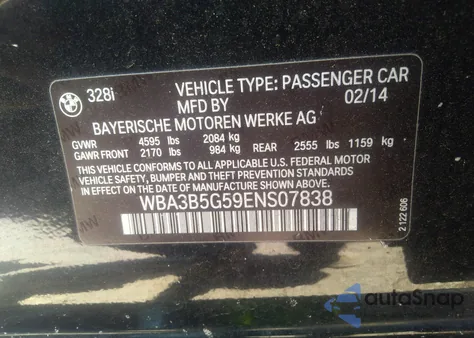 328i VEHICLE TYPE: PASSENGER CAR
MFD BY 02/14
BAYERISCHE MOTOREN WERKE AG
GVWR 4595 lbs 2084 kg
GAWR FRONT 2170 lbs 984 kg REAR 2555 lbs 1159 kg
THIS VEHICLE CONFORMS TO ALL APPLICABLE U.S. FEDERAL MOTOR
VEHICLE SAFETY, BUMPER, AND THEFT PREVENTION STANDARDS IN
EFFECT ON THE DATE OF MANUFACTURE SHOWN ABOVE.
WBA3B5G59ENS07838
2 122 606
autoSnap